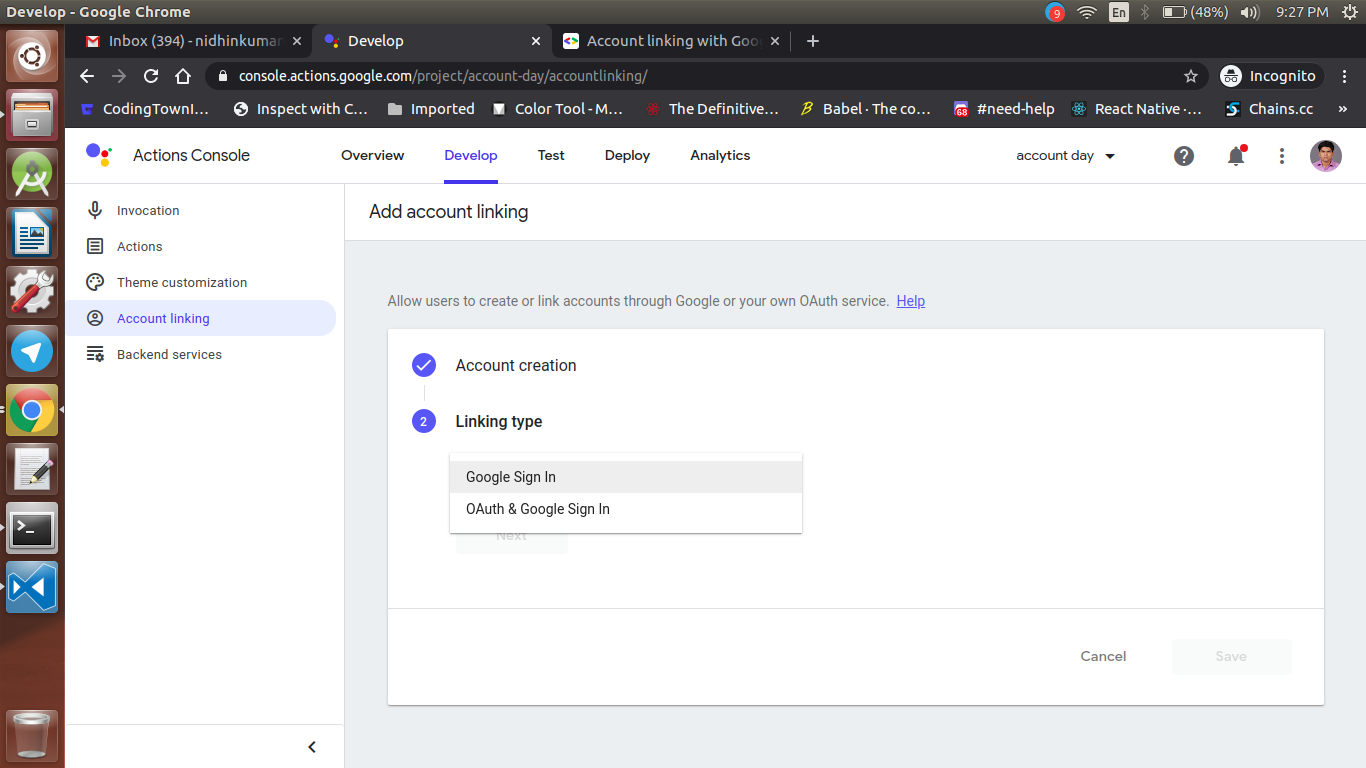 Develop - Google Chrome
9
En
(48%)
9:27 PM
Inbox (394) - nidhinkumar
Develop
Account linking with Goo
console.actions.google.com/project/account-day/accountlinking/
Incognito
CodingTownI...
Inspect with C...
Imported
Color Tool - M...
The Definitive...
Babel · The co...
68
#need-help
React Native ·...
Chains.cc
»
Actions Console
Overview
Develop
Test
Deploy
Analytics
account day
Invocation
Actions
Theme customization
Account linking
Backend services
Add account linking
Allow users to create or link accounts through Google or your own OAuth service. Help
Account creation
2
Linking type
Google Sign In
OAuth & Google Sign In
Next
Cancel
Save